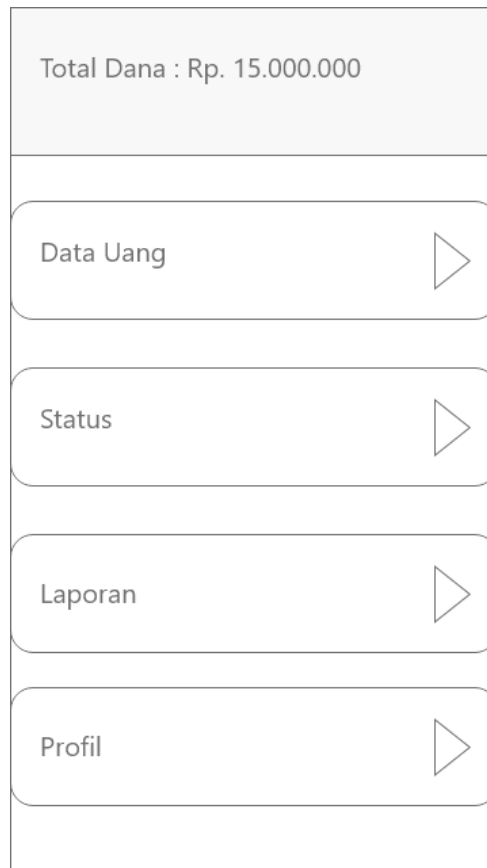 Total Dana : Rp. 15.000.000
Data Uang
Status
Laporan
Profil